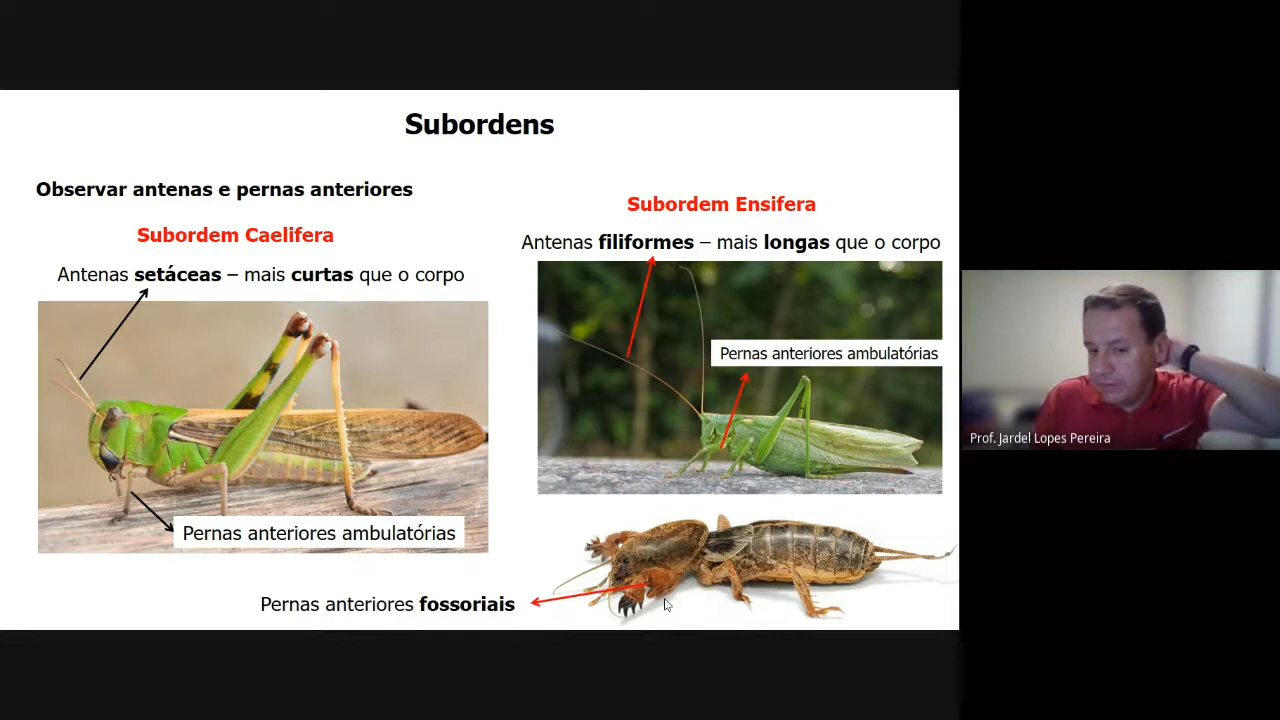 Subordens
Observar antenas e pernas anteriores
Subordem Caelifera
Antenas setáceas – mais curtas que o corpo
Pernas anteriores ambulatórias
Subordem Ensifera
Antenas filiformes – mais longas que o corpo
Pernas anteriores ambulatórias
Pernas anteriores fossoriais
Prof. Jardel Lopes Pereira